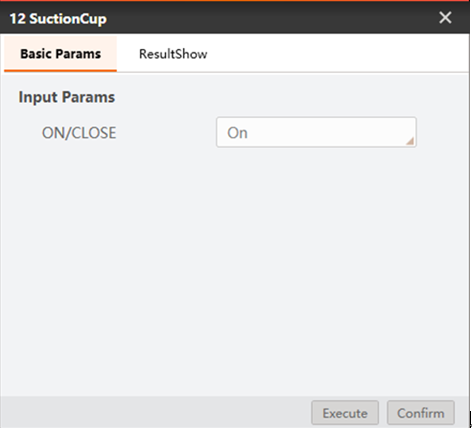 12 SuctionCup
Basic Params ResultShow
Input Params
ON/CLOSE On
Execute Confirm